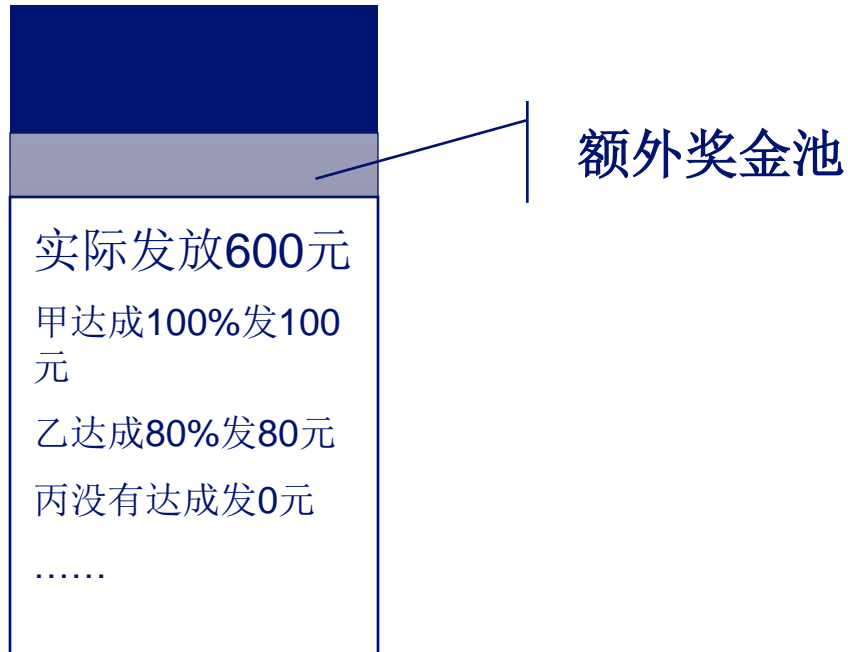 额外奖金池
实际发放600元
甲达成100%发100
元
乙达成80%发80元
丙没有达成发0元
……